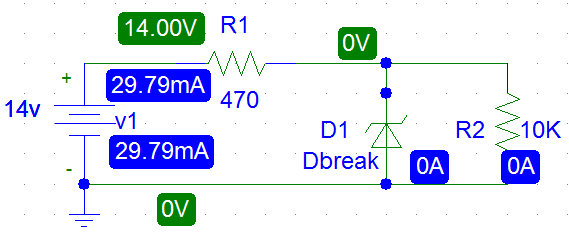 14.00V
R1
0V
+
29.79mA
14v
v1
470
29.79mA
D1
Dbreak
R2
10K
0A
0A
-
0V